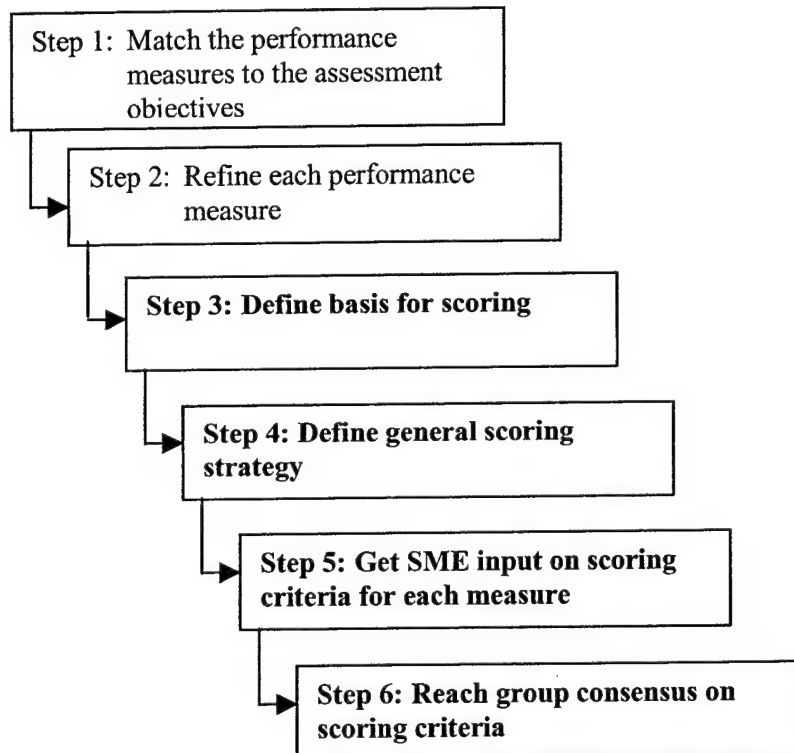 Step 1: Match the performance
measures to the assessment
objectives
Step 2: Refine each performance
measure
Step 3: Define basis for scoring
Step 4: Define general scoring
strategy
Step 5: Get SME input on scoring
criteria for each measure
Step 6: Reach group consensus on
scoring criteria